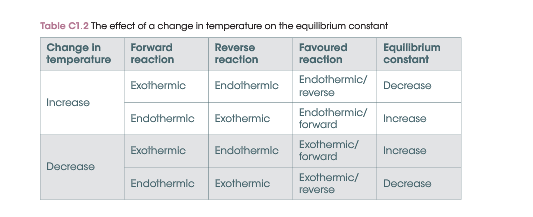 Table C1.2 The effect of a change in temperature on the equilibrium constant
Change in temperature Forward reaction Reverse reaction Favoured reaction Equilibrium constant
Increase
Exothermic Endothermic Endothermic/ reverse Decrease
Endothermic Exothermic Endothermic/ forward Increase
Decrease
Exothermic Endothermic Exothermic/ forward Increase
Endothermic Exothermic Exothermic/ reverse Decrease